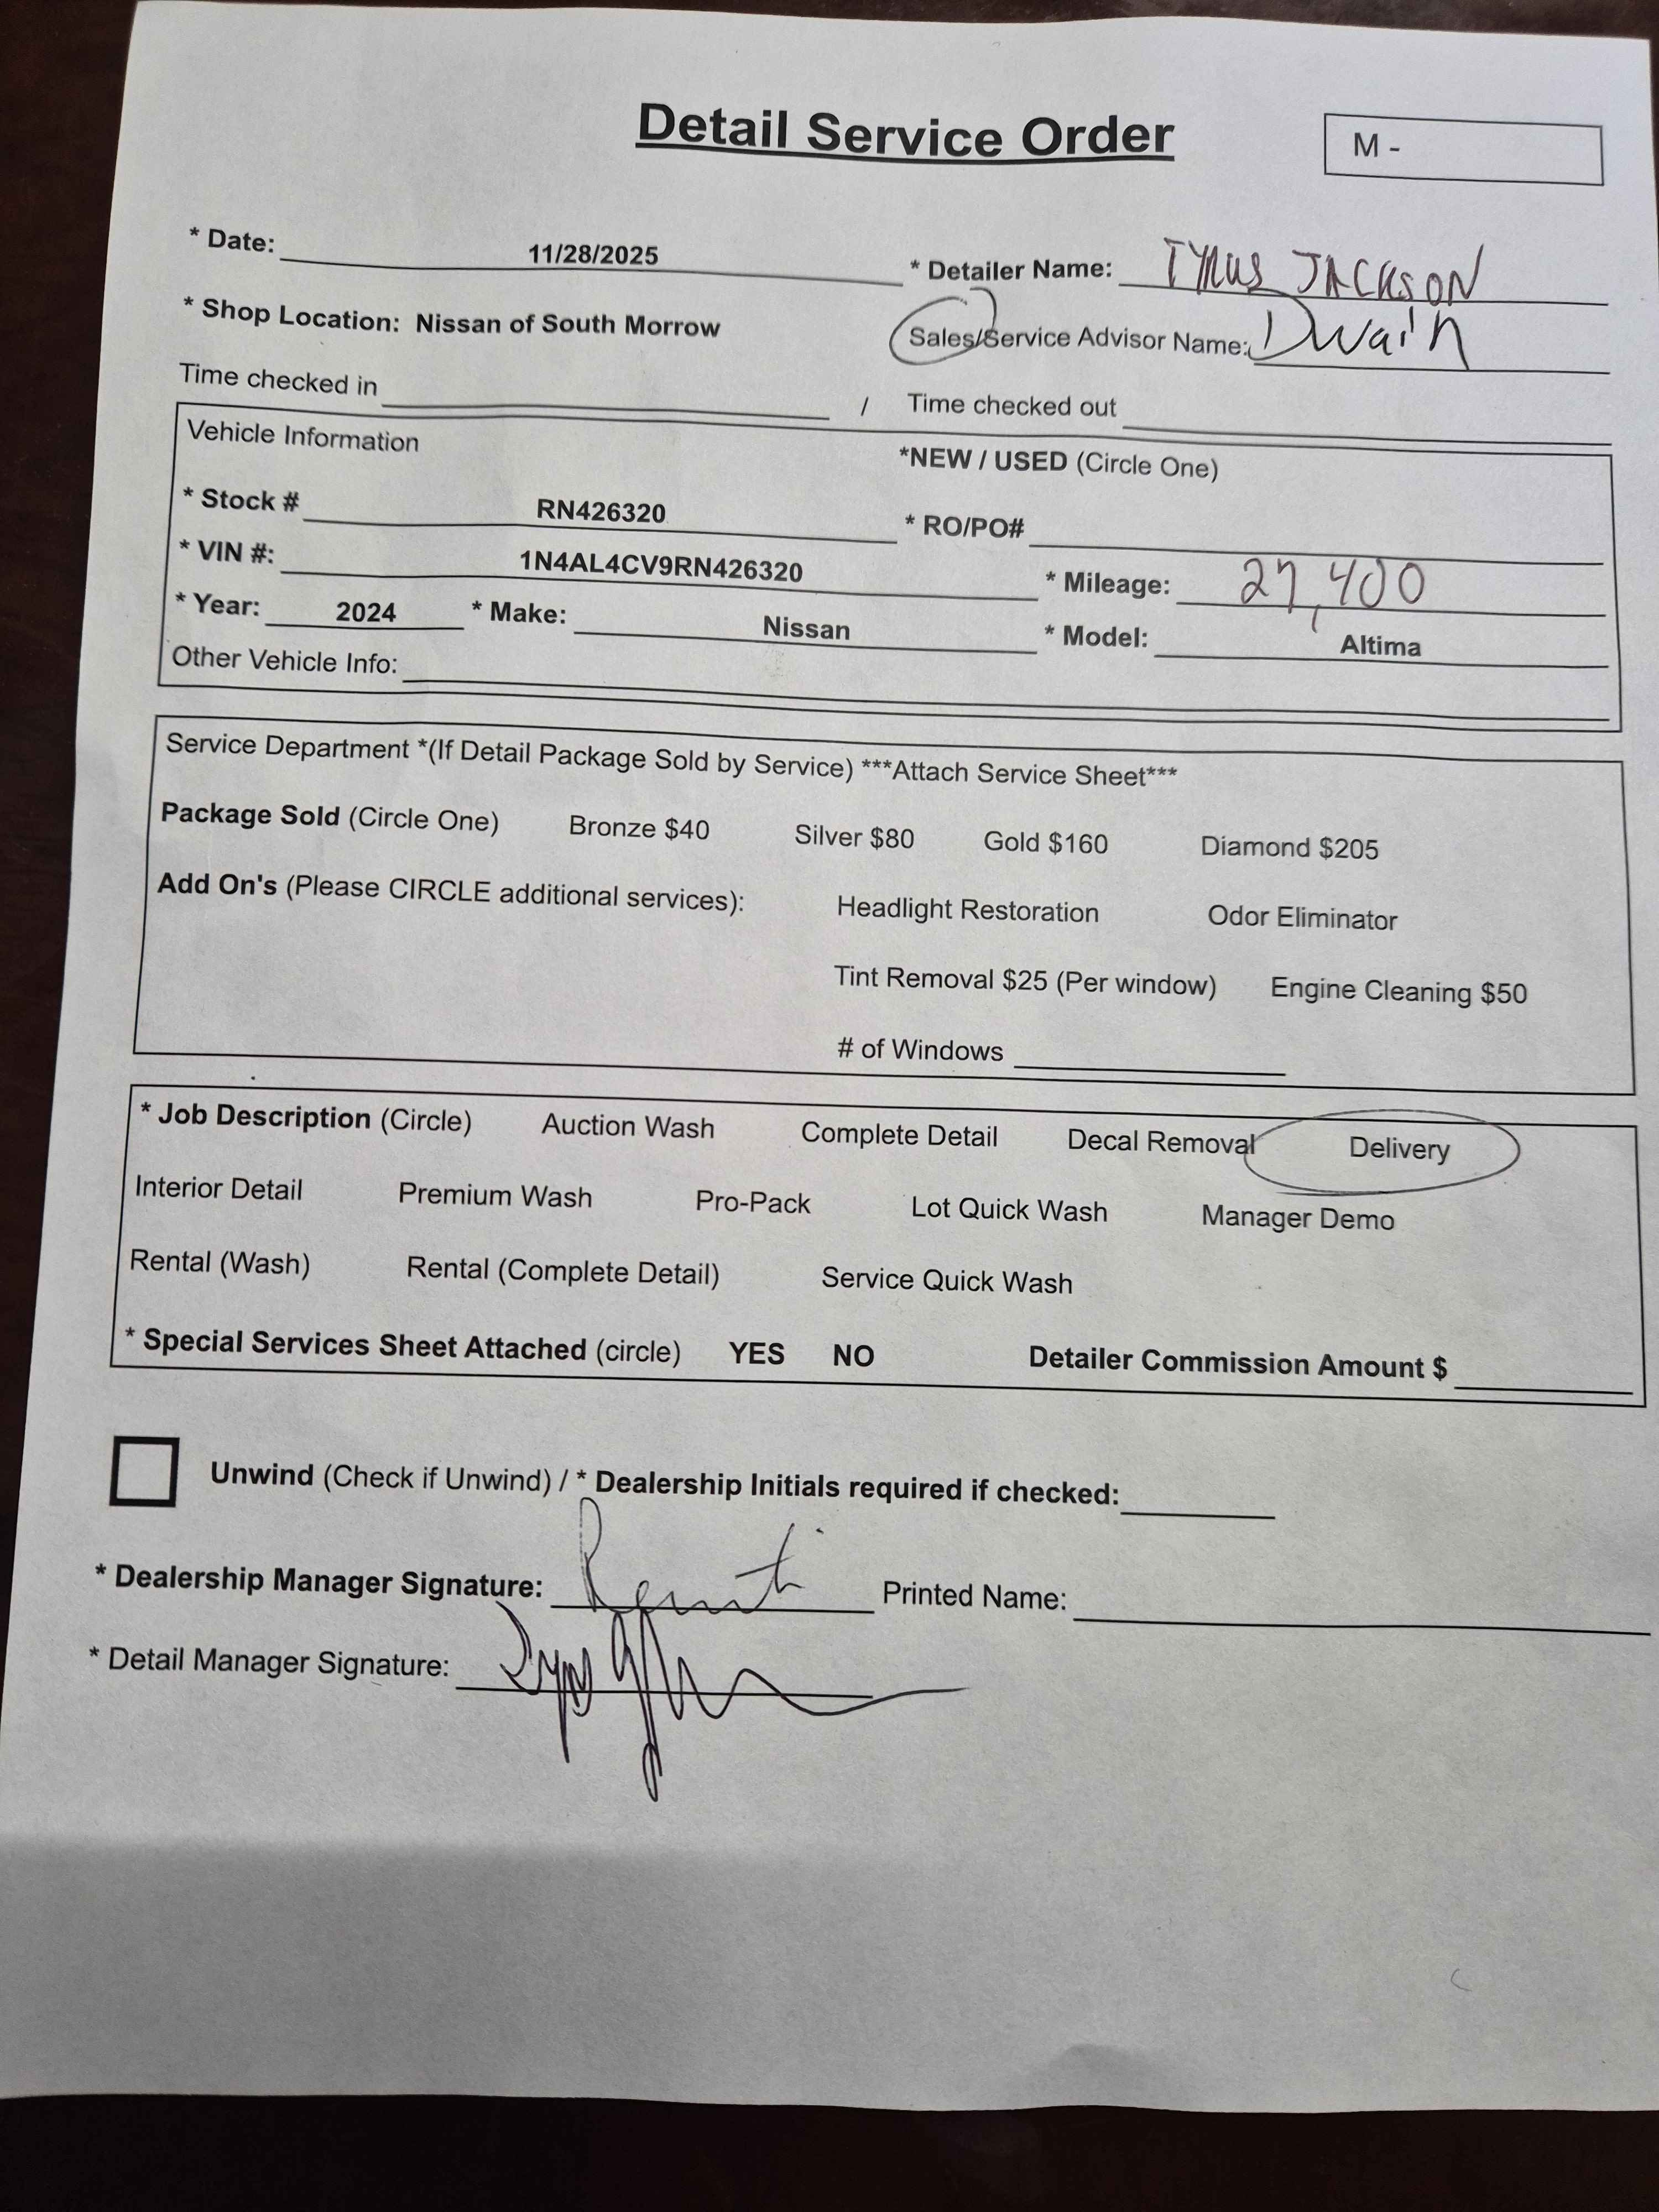 Detail Service Order
M -
* Date: 11/28/2025
* Detailer Name: TYRUS JACKSON
* Shop Location: Nissan of South Morrow
Sales/Service Advisor Name: Dwain
Time checked in / Time checked out
Vehicle Information
*NEW / USED (Circle One)
* Stock # RN426320
* RO/PO#
* VIN #: 1N4AL4CV9RN426320
* Mileage: 27,400
* Year: 2024 * Make: Nissan * Model: Altima
Other Vehicle Info:
Service Department *(If Detail Package Sold by Service) ***Attach Service Sheet***
Package Sold (Circle One) Bronze $40 Silver $80 Gold $160 Diamond $205
Add On's (Please CIRCLE additional services): Headlight Restoration Odor Eliminator
Tint Removal $25 (Per window) Engine Cleaning $50
# of Windows
* Job Description (Circle) Auction Wash Complete Detail Decal Removal Delivery
Interior Detail Premium Wash Pro-Pack Lot Quick Wash Manager Demo
Rental (Wash) Rental (Complete Detail) Service Quick Wash
* Special Services Sheet Attached (circle) YES NO Detailer Commission Amount $
Unwind (Check if Unwind) / * Dealership Initials required if checked:
* Dealership Manager Signature: Printed Name:
* Detail Manager Signature: